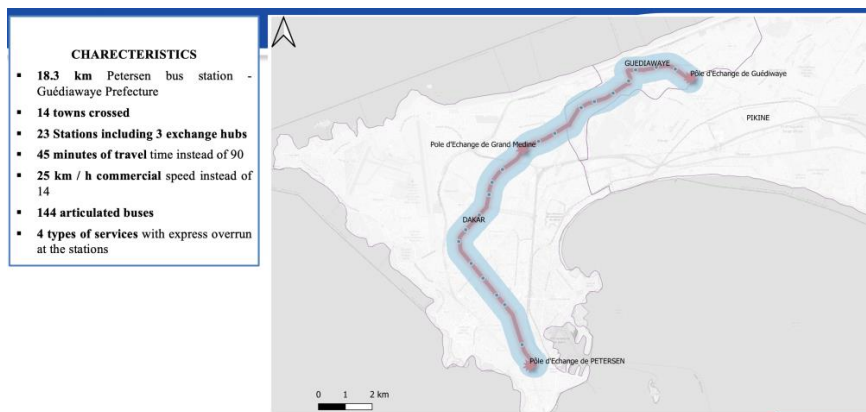 CHARECTERISTICS
▪ 18.3 km Petersen bus station -
Guédiawaye Prefecture
▪ 14 towns crossed
▪ 23 Stations including 3 exchange hubs
▪ 45 minutes of travel time instead of 90
▪ 25 km / h commercial speed instead of
14
▪ 144 articulated buses
▪ 4 types of services with express overrun
at the stations
GUEDIAWAYE
Pôle d'Echange de Guédiwaye
PIKINE
Pole d'Echange de Grand Medine
DAKAR
Pôle d'Echange de PETERSEN
0 1 2 km